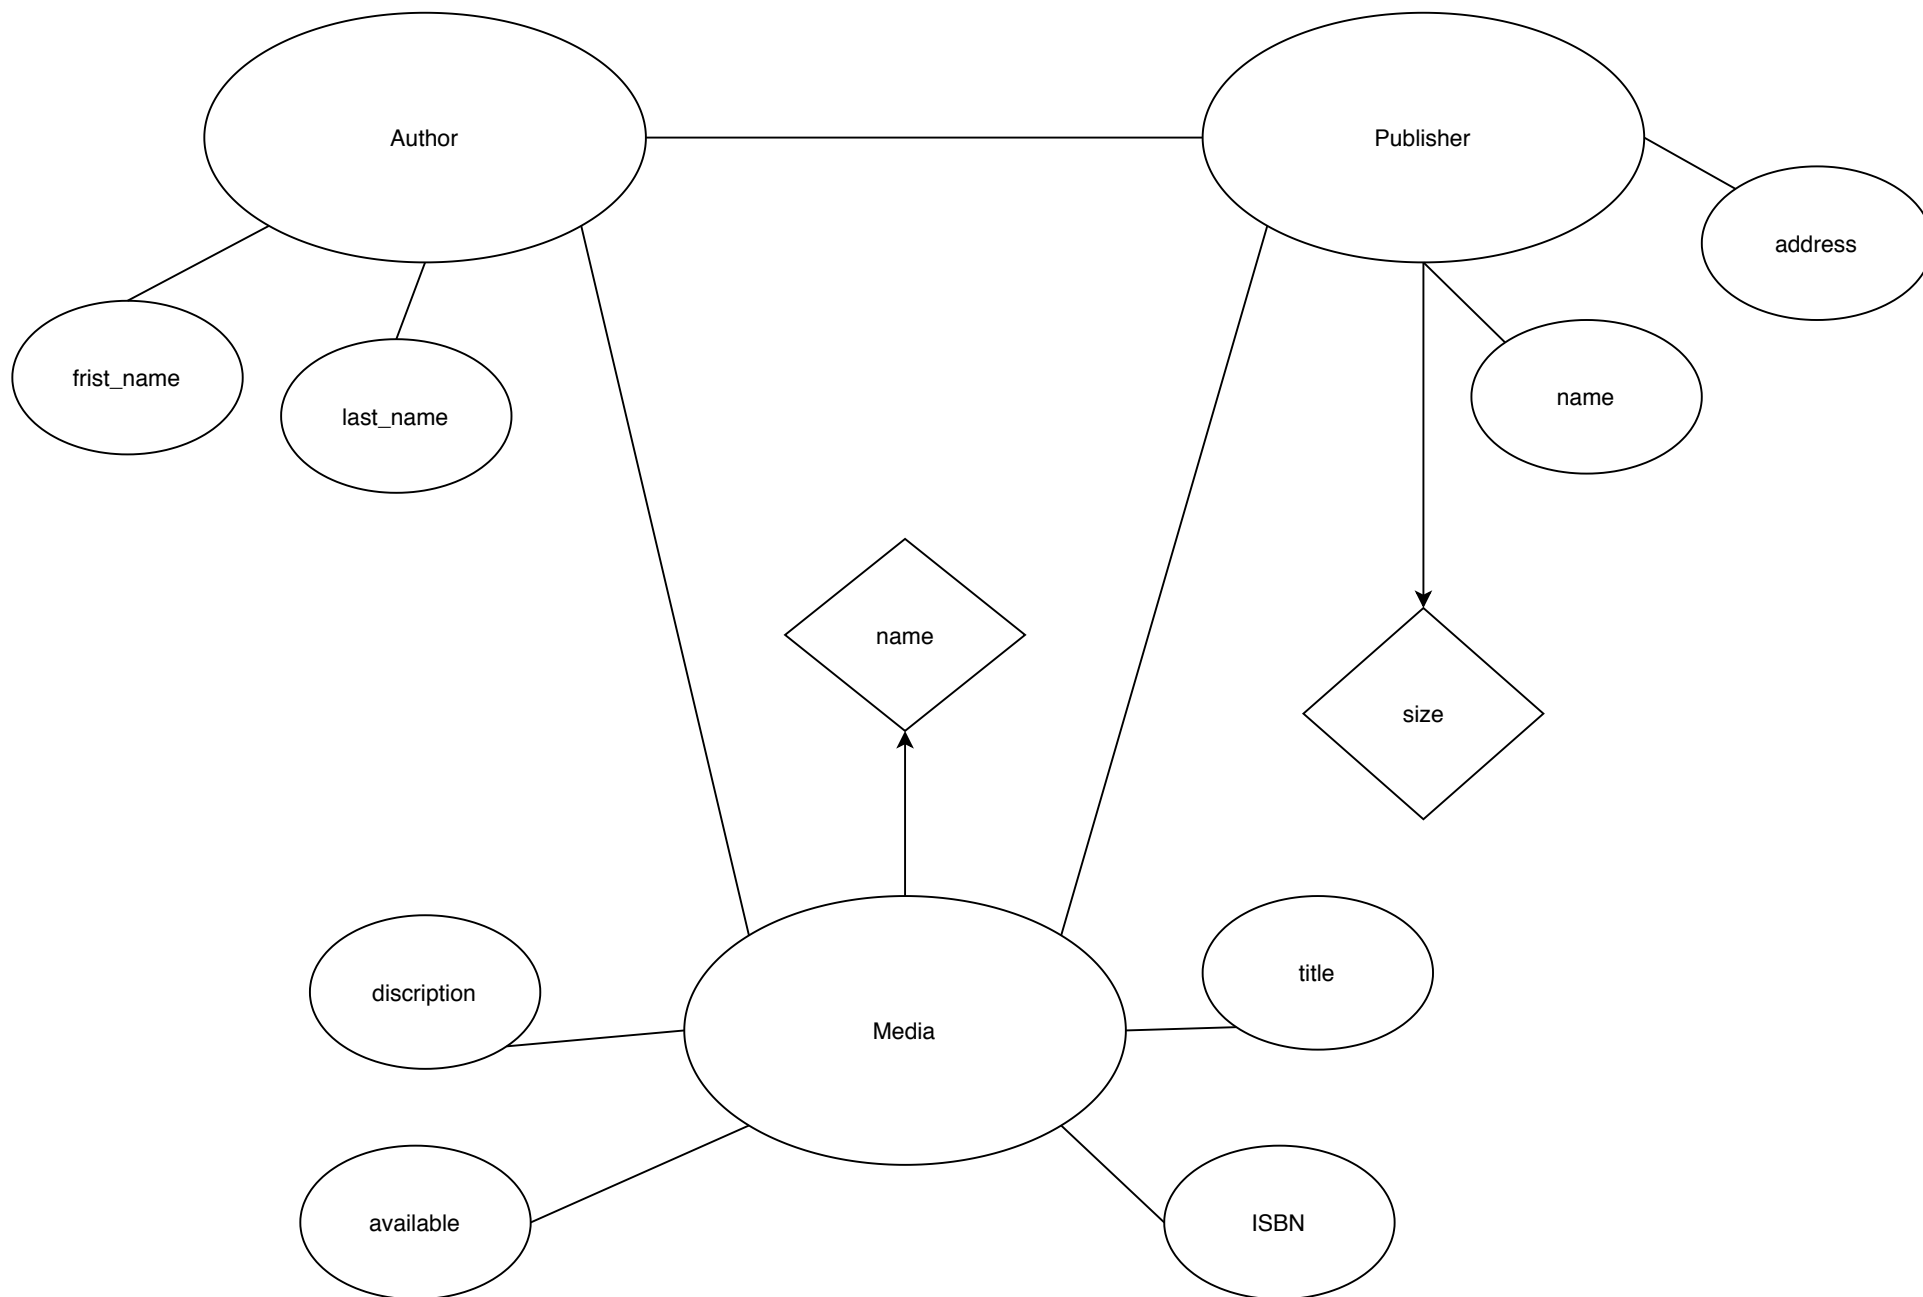 Author
Publisher
address
frist_name
last_name
name
name
size
discription
title
Media
available
ISBN